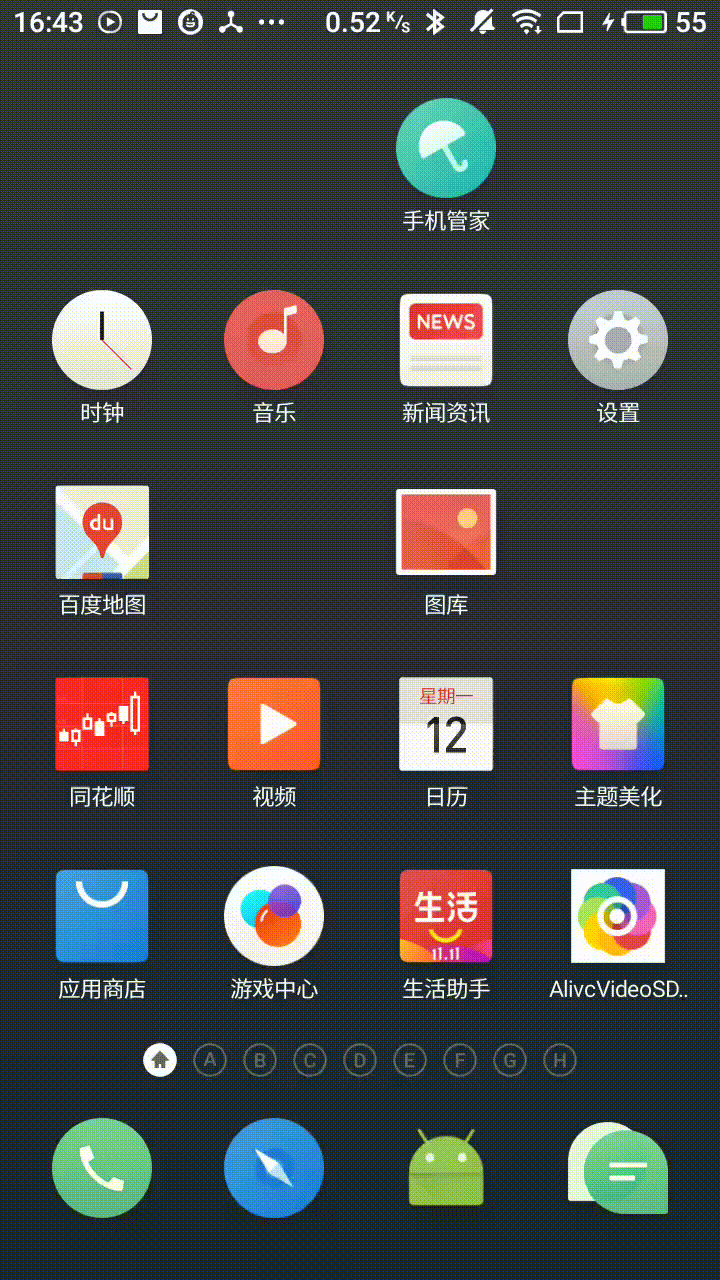 16:43 0.52 K/s 55
手机管家
NEWS
时钟 音乐 新闻资讯 设置
du
百度地图 图库
星期一
12
同花顺 视频 日历 主题美化
生活
11.11
应用商店 游戏中心 生活助手 AlivcVideoSD..
A B C D E F G H